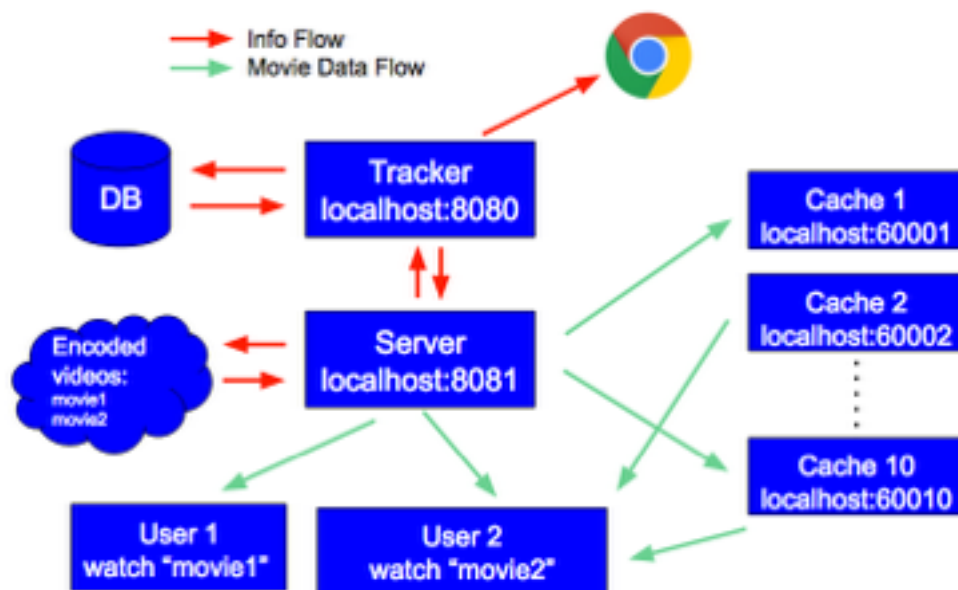 Info Flow
Movie Data Flow
DB
Tracker
localhost:8080
Cache 1
localhost:60001
Cache 2
localhost:60002
Encoded
videos:
movie1
movie2
Server
localhost:8081
Cache 10
localhost:60010
User 1
watch “movie1”
User 2
watch “movie2”